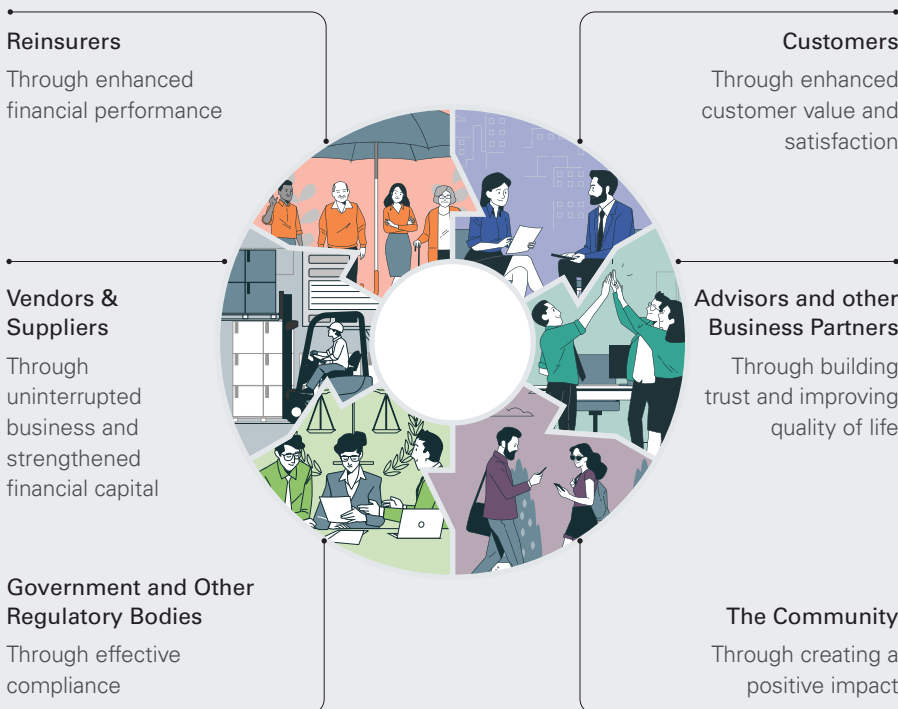 Reinsurers
Through enhanced
financial performance
Customers
Through enhanced
customer value and
satisfaction
Vendors &
Suppliers
Through
uninterrupted
business and
strengthened
financial capital
Advisors and other
Business Partners
Through building
trust and improving
quality of life
Government and Other
Regulatory Bodies
Through effective
compliance
The Community
Through creating a
positive impact